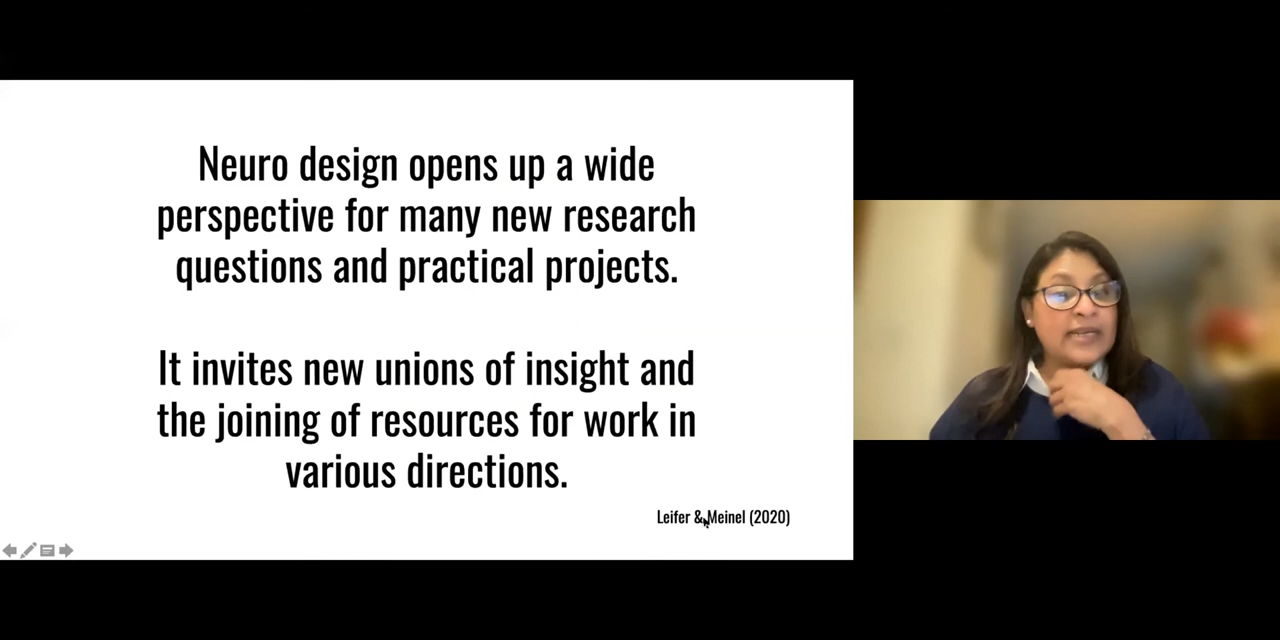 Neuro design opens up a wide
perspective for many new research
questions and practical projects.
It invites new unions of insight and
the joining of resources for work in
various directions.
Leifer & Meinel (2020)